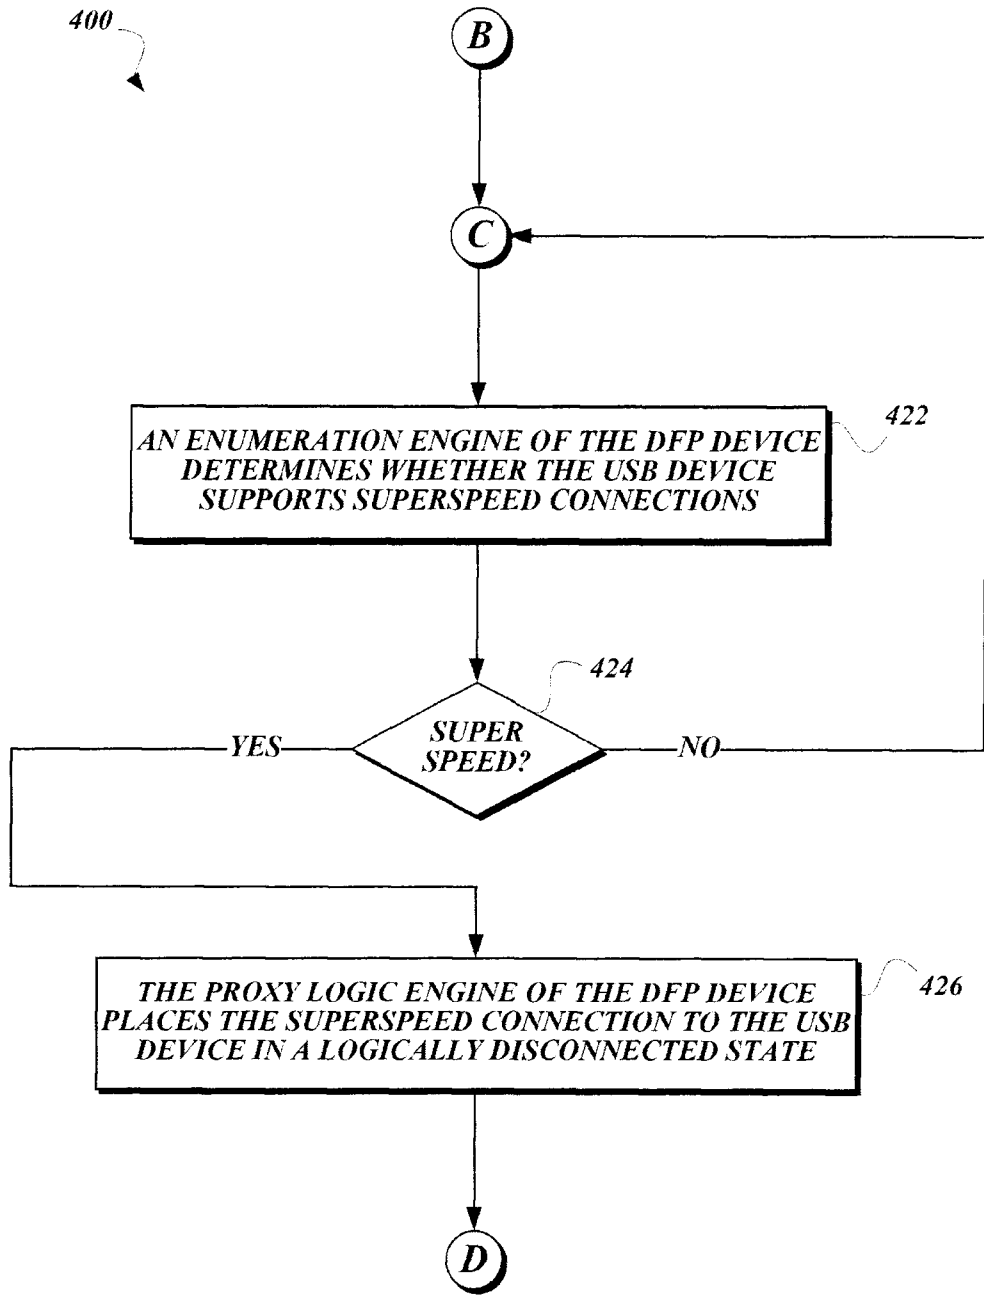 400
B
C
AN ENUMERATION ENGINE OF THE DFP DEVICE
DETERMINES WHETHER THE USB DEVICE
SUPPORTS SUPERSPEED CONNECTIONS
422
424
SUPER
SPEED?
YES
NO
THE PROXY LOGIC ENGINE OF THE DFP DEVICE
PLACES THE SUPERSPEED CONNECTION TO THE USB
DEVICE IN A LOGICALLY DISCONNECTED STATE
426
D